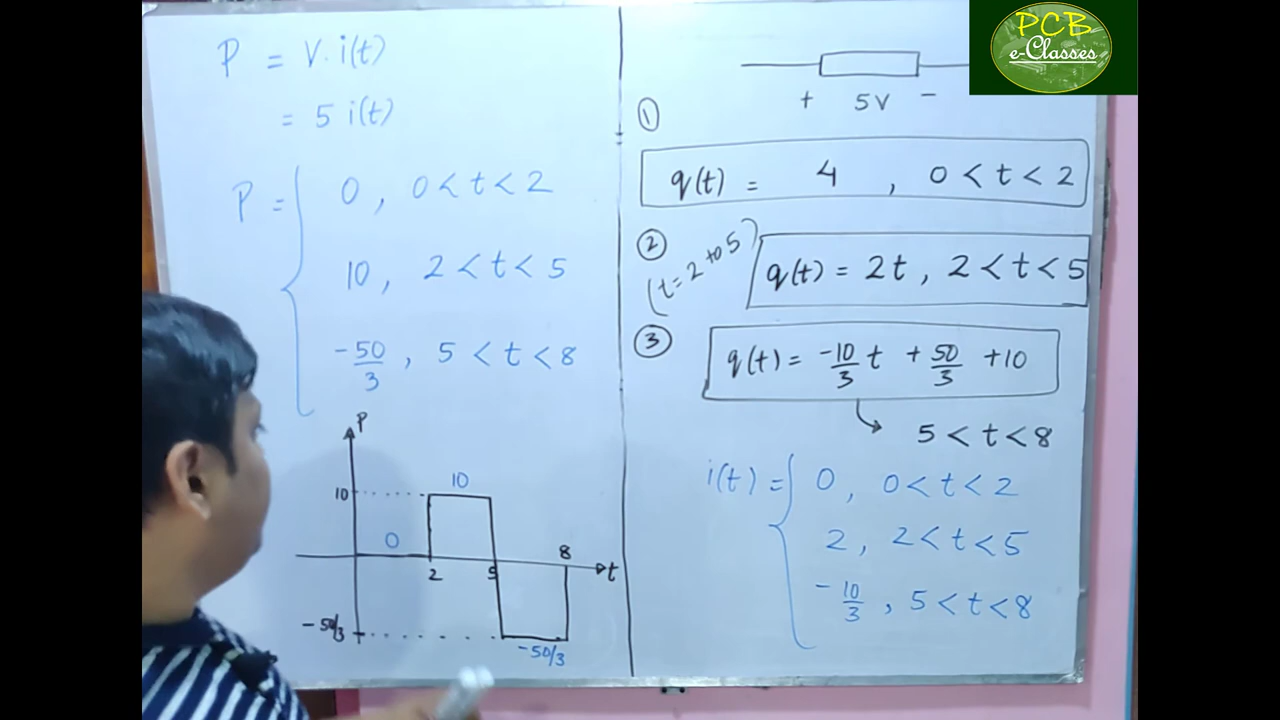 P = V. i(t)
= 5 i(t)
P = { 0 , 0 < t < 2
10 , 2 < t < 5
-50/3 , 5 < t < 8
P
10
10
0
8
2
5
t
-50/3
-50/3
PCB
e-Classes
+ 5V -
①
q(t) = 4 , 0 < t < 2
②
(t=2 to 5)
q(t) = 2t , 2 < t < 5
③
q(t) = -10/3 t + 50/3 + 10
5 < t < 8
i(t) = { 0 , 0 < t < 2
2 , 2 < t < 5
-10/3 , 5 < t < 8